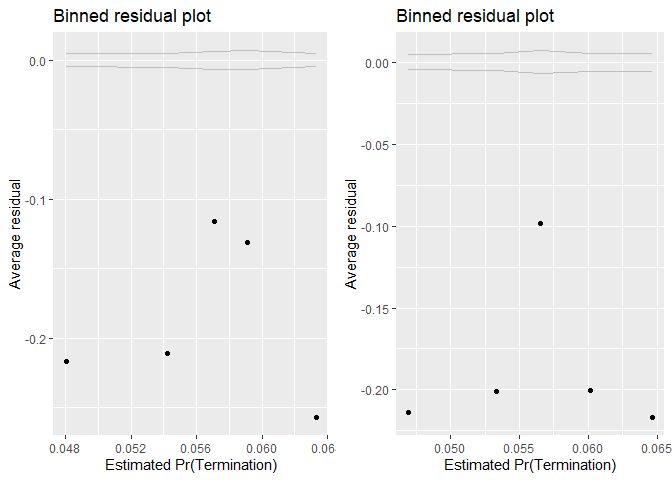 Binned residual plot
Average residual
0.0
-0.1
-0.2
0.048 0.052 0.056 0.060 0.06
Estimated Pr(Termination)
Binned residual plot
Average residual
0.00
-0.05
-0.10
-0.15
-0.20
0.050 0.055 0.060 0.065
Estimated Pr(Termination)